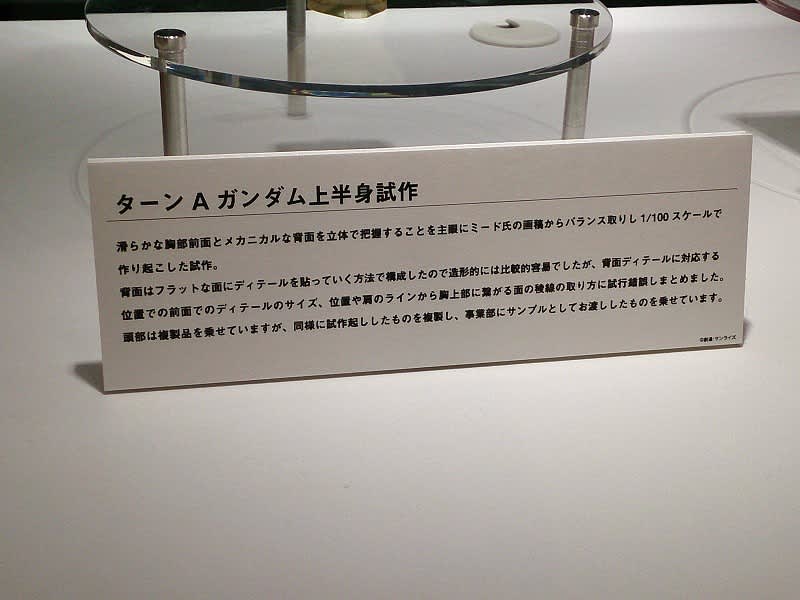 ターン A ガンダム上半身試作
滑らかな胸部前面とメカニカルな背面を立体で把握することを主眼にミード氏の画稿からバランス取りし 1/100 スケールで
作り起こした試作。
背面はフラットな面にディテールを貼っていく方法で構成したので造形的には比較的容易でしたが、背面ディテールに対応する
位置での前面でのディテールのサイズ、位置や肩のラインから胸上部に繋がる面の稜線の取り方に試行錯誤しまとめました。
頭部は複製品を乗せていますが、同様に試作起ししたものを複製し、事業部にサンプルとしてお渡ししたものを乗せています。
©創通・サンライズ